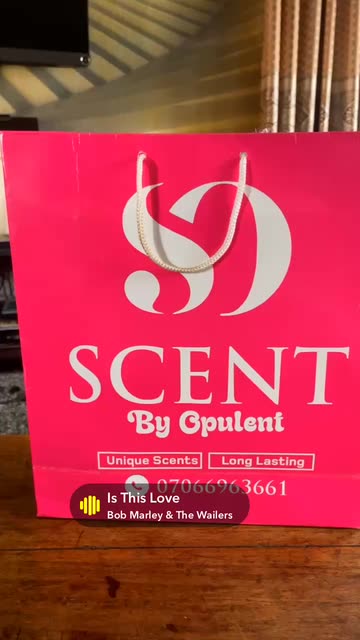 SO
SCENT
By Opulent
Unique Scents
Long Lasting
07066963661
Is This Love
Bob Marley & The Wailers